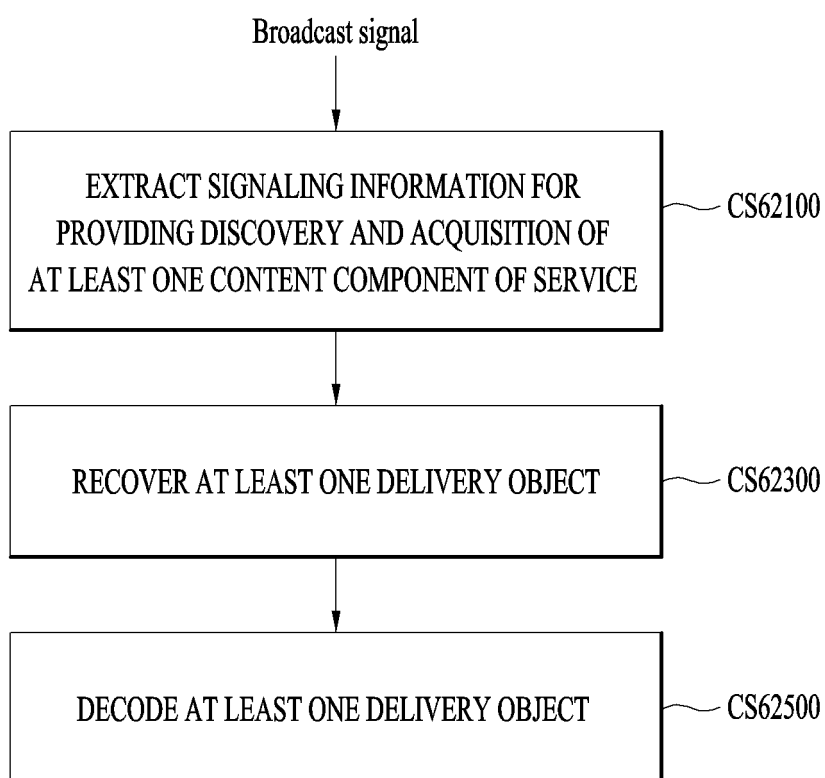 Broadcast signal
EXTRACT SIGNALING INFORMATION FOR
PROVIDING DISCOVERY AND ACQUISITION OF
AT LEAST ONE CONTENT COMPONENT OF SERVICE
CS62100
RECOVER AT LEAST ONE DELIVERY OBJECT
CS62300
DECODE AT LEAST ONE DELIVERY OBJECT
CS62500